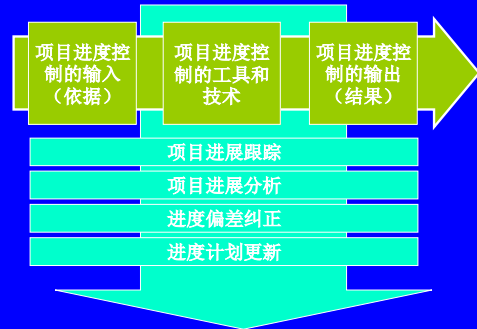 项目进度控
制的输入
（依据）
项目进度控
制的工具和
技术
项目进度控
制的输出
（结果）
项目进展跟踪
项目进展分析
进度偏差纠正
进度计划更新